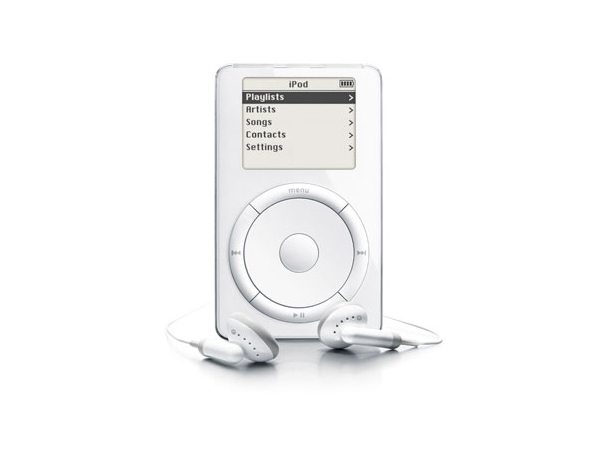 iPod
Playlists >
Artists >
Songs >
Contacts >
Settings >
menu